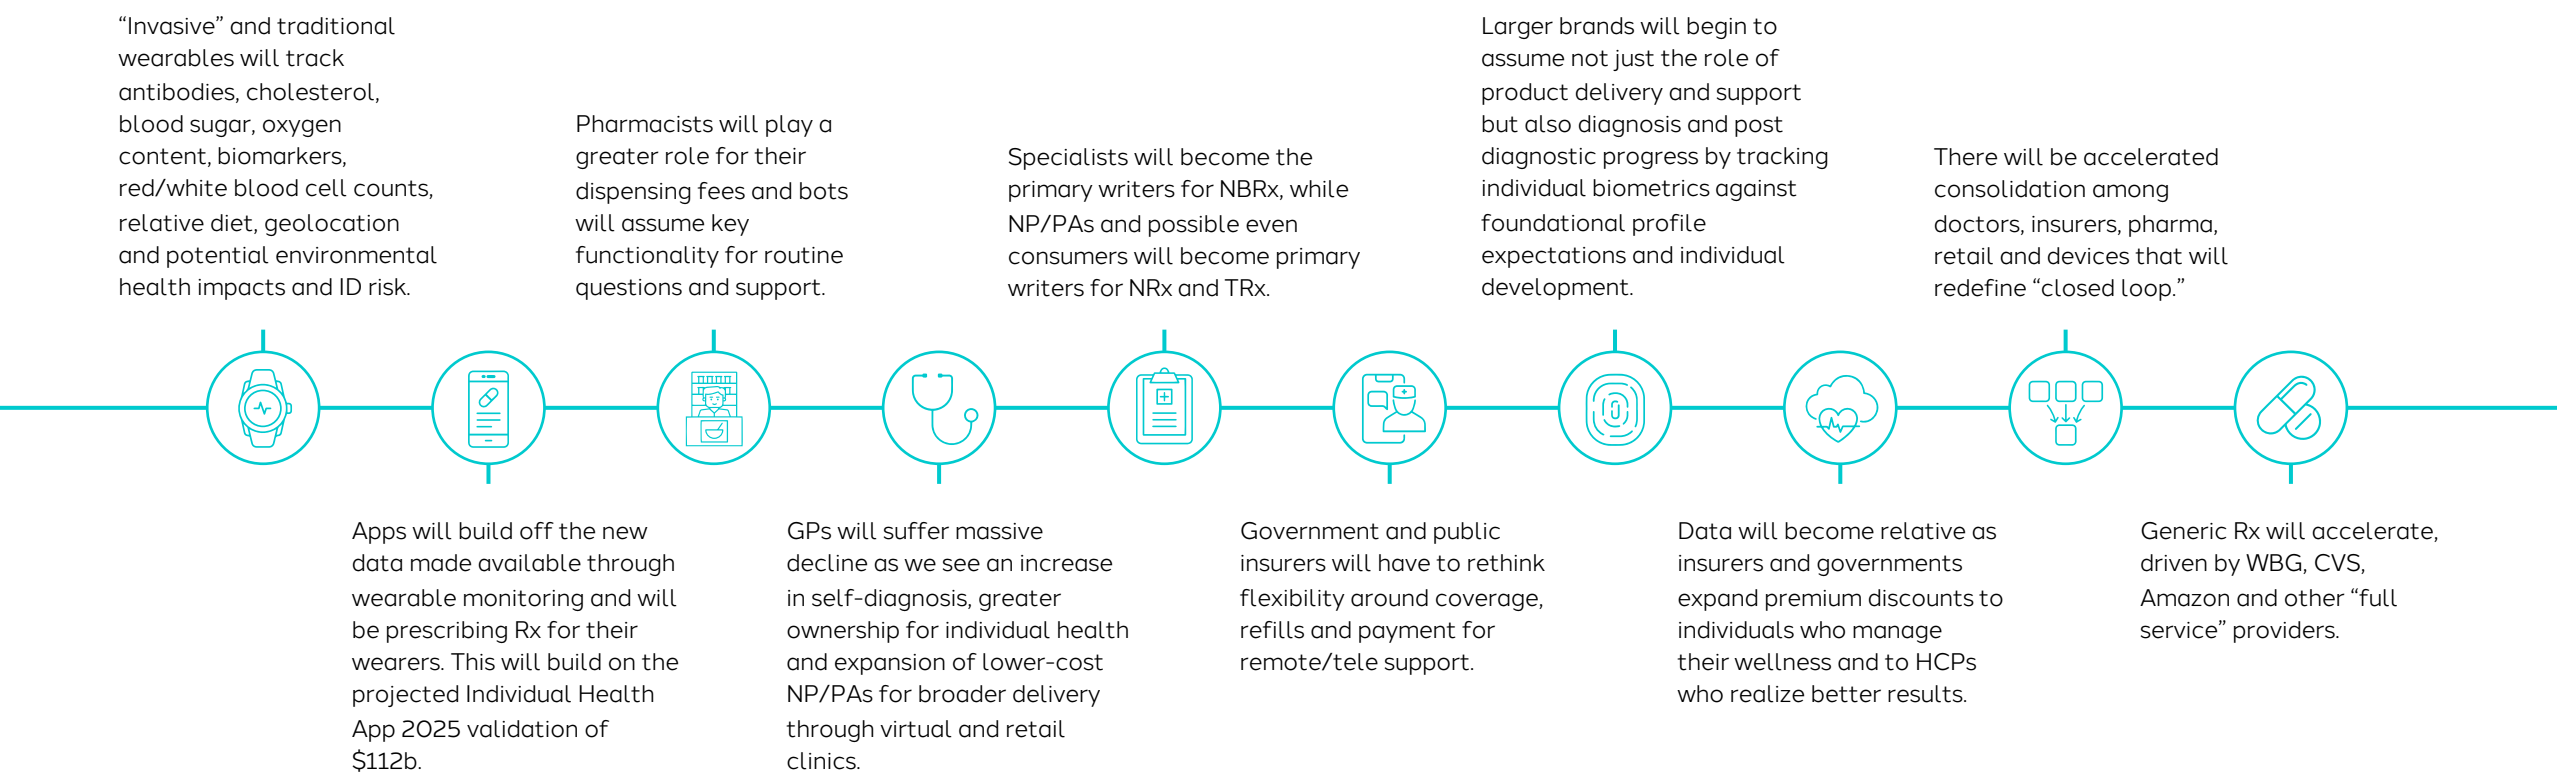 “Invasive” and traditional
wearables will track
antibodies, cholesterol,
blood sugar, oxygen
content, biomarkers,
red/white blood cell counts,
relative diet, geolocation
and potential environmental
health impacts and ID risk.
Apps will build off the new
data made available through
wearable monitoring and will
be prescribing Rx for their
wearers. This will build on the
projected Individual Health
App 2025 validation of
$112b.
Pharmacists will play a
greater role for their
dispensing fees and bots
will assume key
functionality for routine
questions and support.
GPs will suffer massive
decline as we see an increase
in self-diagnosis, greater
ownership for individual health
and expansion of lower-cost
NP/PAs for broader delivery
through virtual and retail
clinics.
Specialists will become the
primary writers for NBRx, while
NP/PAs and possible even
consumers will become primary
writers for NRx and TRx.
Government and public
insurers will have to rethink
flexibility around coverage,
refills and payment for
remote/tele support.
Larger brands will begin to
assume not just the role of
product delivery and support
but also diagnosis and post
diagnostic progress by tracking
individual biometrics against
foundational profile
expectations and individual
development.
Data will become relative as
insurers and governments
expand premium discounts to
individuals who manage
their wellness and to HCPs
who realize better results.
There will be accelerated
consolidation among
doctors, insurers, pharma,
retail and devices that will
redefine “closed loop.”
Generic Rx will accelerate,
driven by WBG, CVS,
Amazon and other “full
service” providers.